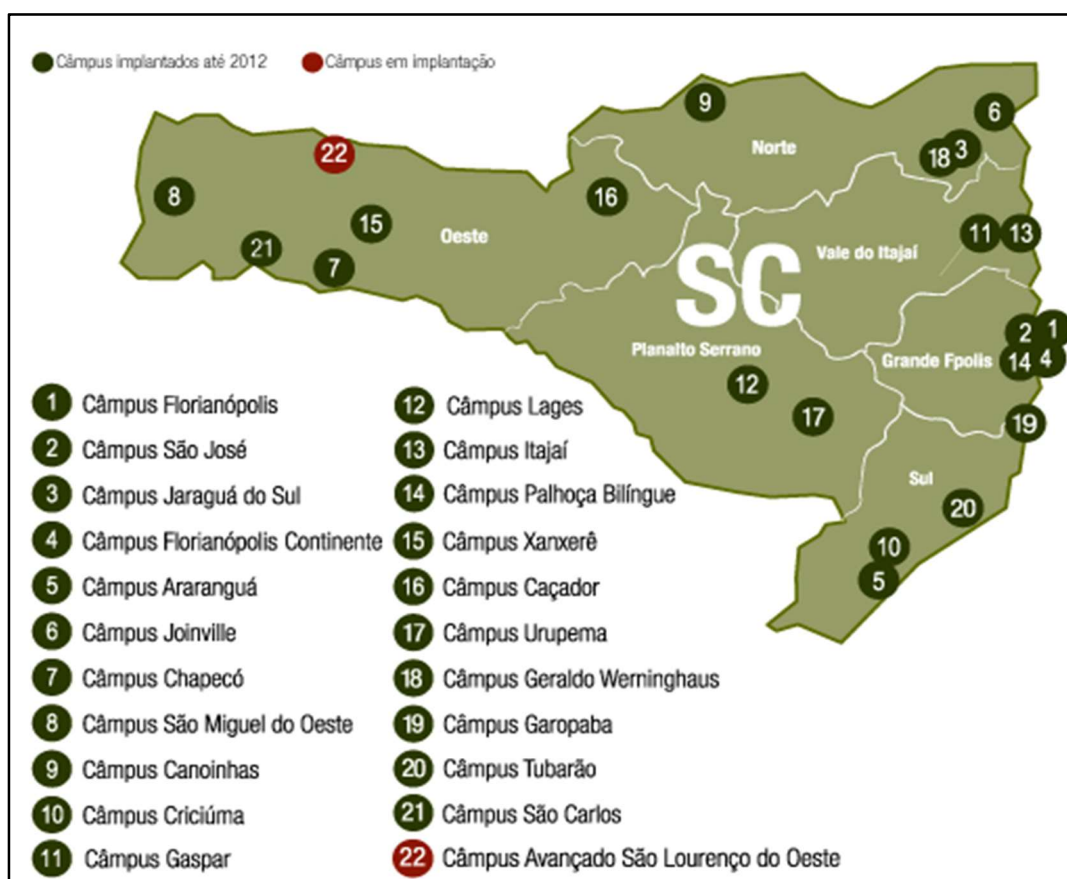 Câmpus implantados até 2012
Câmpus em implantação
9
6
Norte
18
3
22
8
16
15
Oeste
11
13
21
7
Vale do Itajaí
SC
2
1
Planalto Serrano
Grande Fpolis
14
4
12
17
19
Sul
20
10
5
1 Câmpus Florianópolis
2 Câmpus São José
3 Câmpus Jaraguá do Sul
4 Câmpus Florianópolis Continente
5 Câmpus Araranguá
6 Câmpus Joinville
7 Câmpus Chapecó
8 Câmpus São Miguel do Oeste
9 Câmpus Canoinhas
10 Câmpus Criciúma
11 Câmpus Gaspar
12 Câmpus Lages
13 Câmpus Itajaí
14 Câmpus Palhoça Bilíngue
15 Câmpus Xanxerê
16 Câmpus Caçador
17 Câmpus Urupema
18 Câmpus Geraldo Werninghaus
19 Câmpus Garopaba
20 Câmpus Tubarão
21 Câmpus São Carlos
22 Câmpus Avançado São Lourenço do Oeste